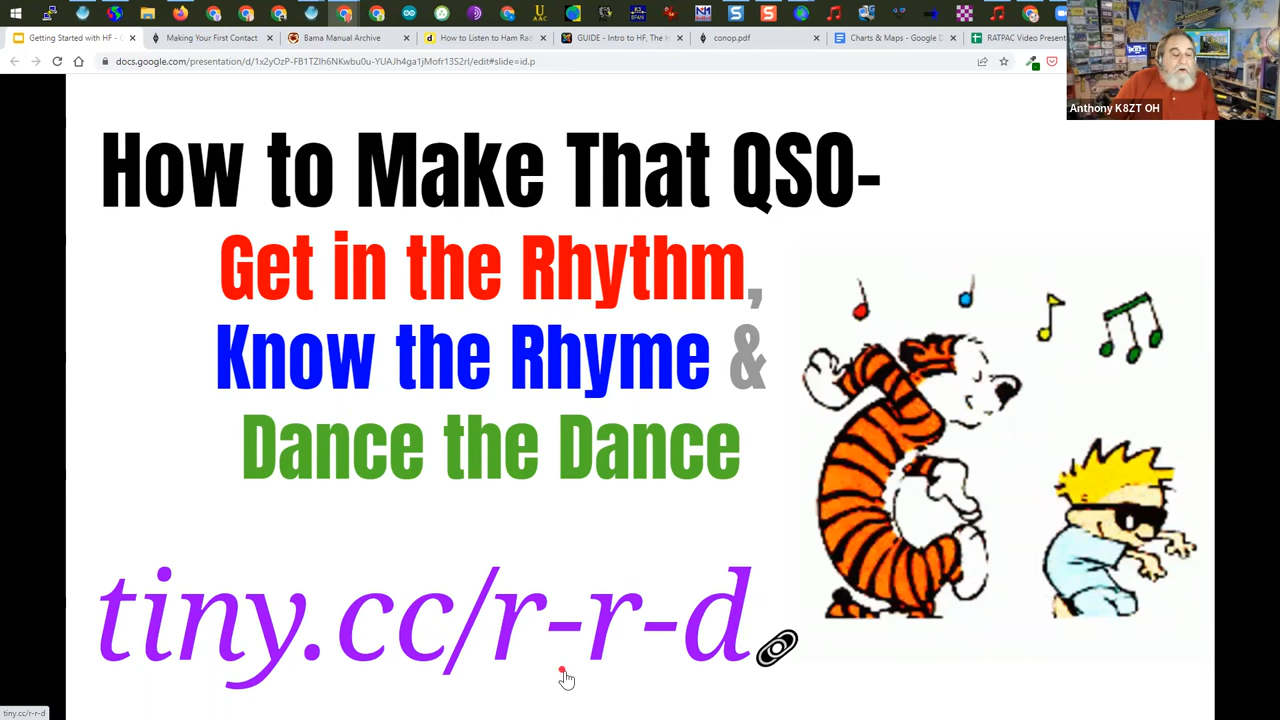 Getting Started with HF - G
Making Your First Contact
Bama Manual Archive
How to Listen to Ham Rad
GUIDE - Intro to HF, The H
conop.pdf
Charts & Maps - Google D
RATPAC Video Present
docs.google.com/presentation/d/1x2yOzP-FB1TZlh6NKwbu0u-YUAJh4ga1jMofr13S2rI/edit#slide=id.p
Anthony K8ZT OH
How to Make That QSO-
Get in the Rhythm,
Know the Rhyme &
Dance the Dance
tiny.cc/r-r-d
tiny.cc/r-r-d